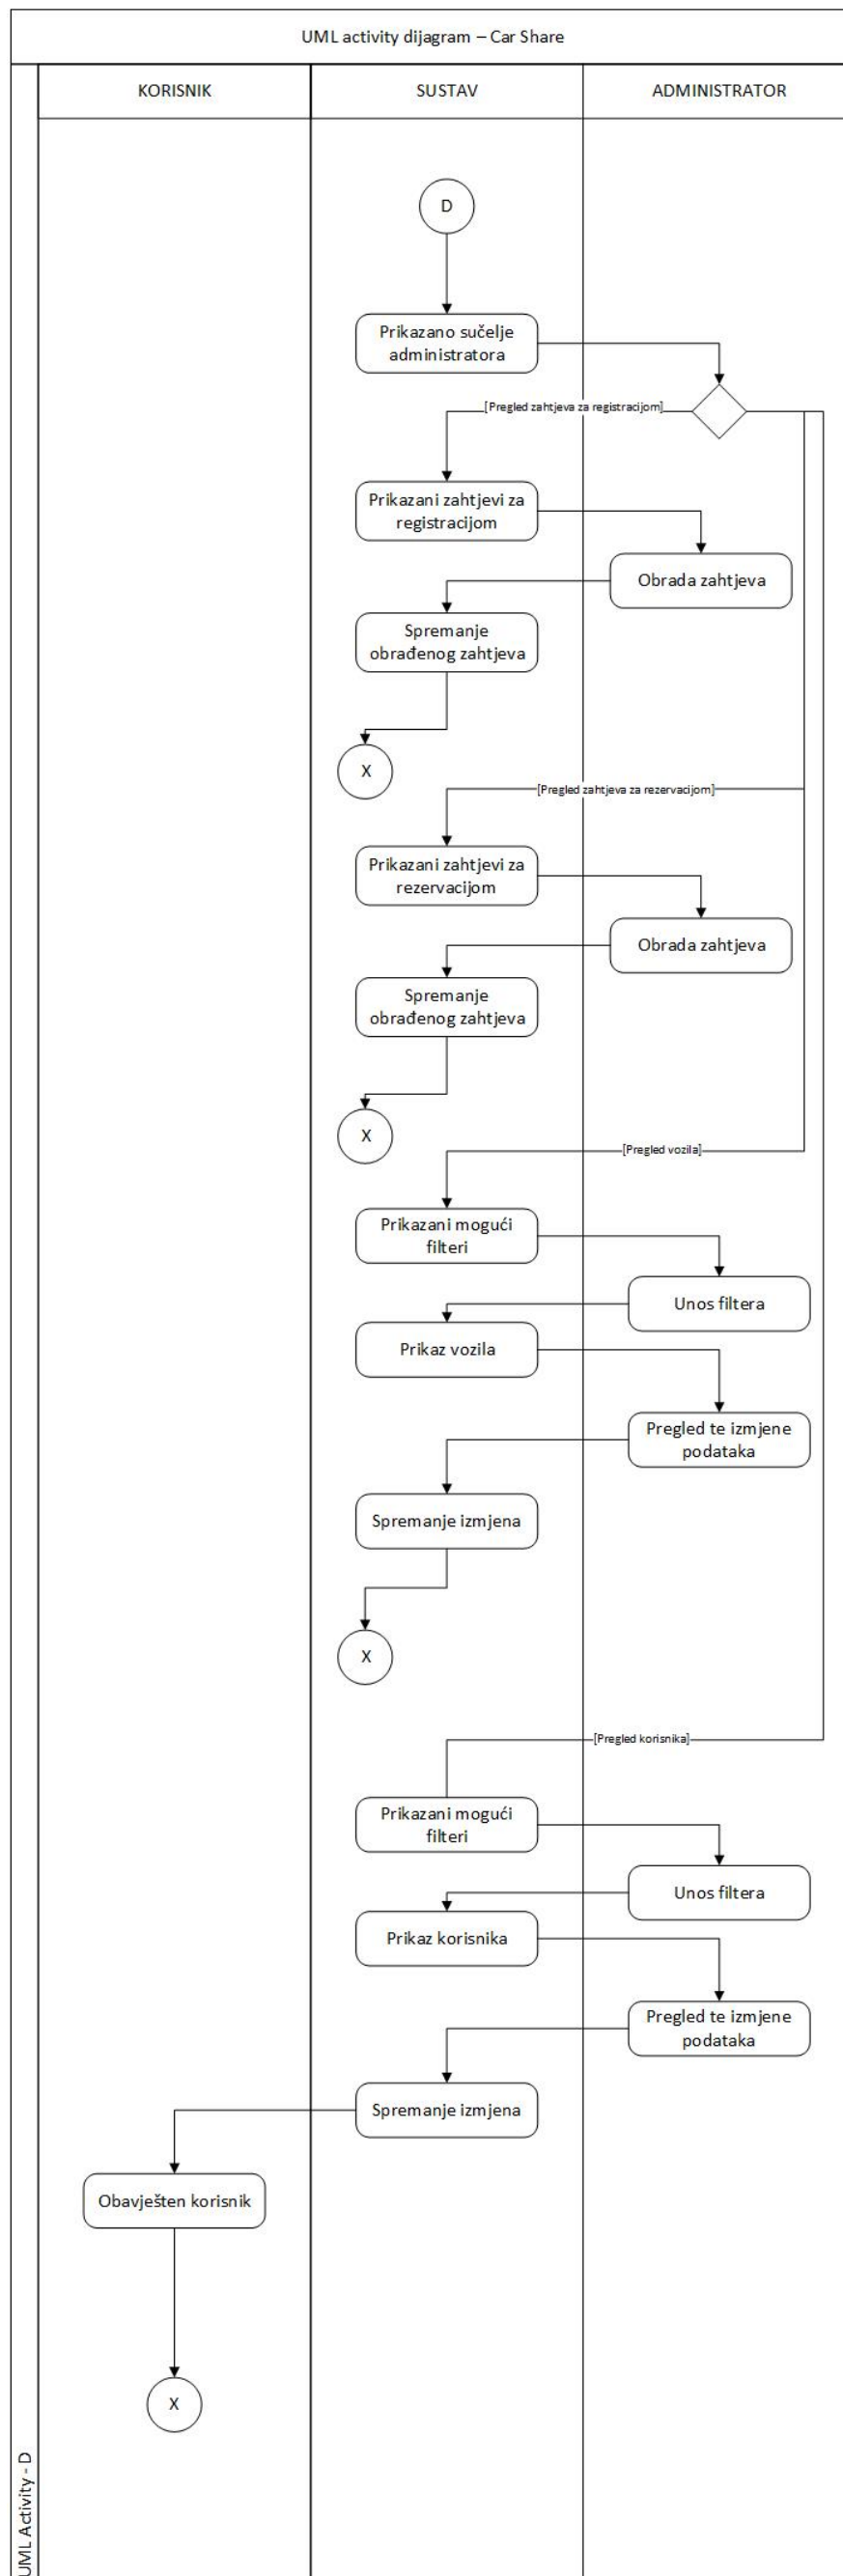 UML activity dijagram – Car Share
KORISNIK
SUSTAV
ADMINISTRATOR
D
Prikazano sučelje
administratora
[Pregled zahtjeva za registracijom]
Prikazani zahtjevi za
registracijom
Obrada zahtjeva
Spremanje
obrađenog zahtjeva
X
[Pregled zahtjeva za rezervacijom]
Prikazani zahtjevi za
rezervacijom
Obrada zahtjeva
Spremanje
obrađenog zahtjeva
X
[Pregled vozila]
Prikazani mogući
filteri
Unos filtera
Prikaz vozila
Pregled te izmjene
podataka
Spremanje izmjena
X
[Pregled korisnika]
Prikazani mogući
filteri
Unos filtera
Prikaz korisnika
Pregled te izmjene
podataka
Spremanje izmjena
Obavješten korisnik
X
UML Activity - D